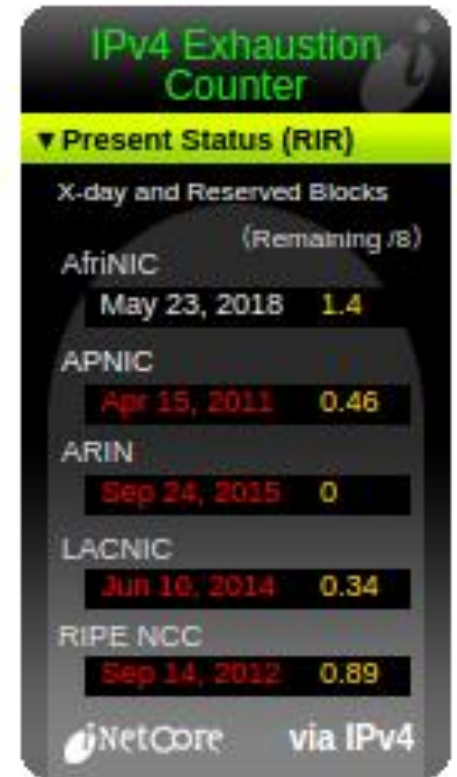 IPv4 Exhaustion
Counter
▼ Present Status (RIR)
X-day and Reserved Blocks
(Remaining /8)
AfriNIC
May 23, 2018 1.4
APNIC
Apr 15, 2011 0.46
ARIN
Sep 24, 2015 0
LACNIC
Jun 10, 2014 0.34
RIPE NCC
Sep 14, 2012 0.89
iNetCore via IPv4